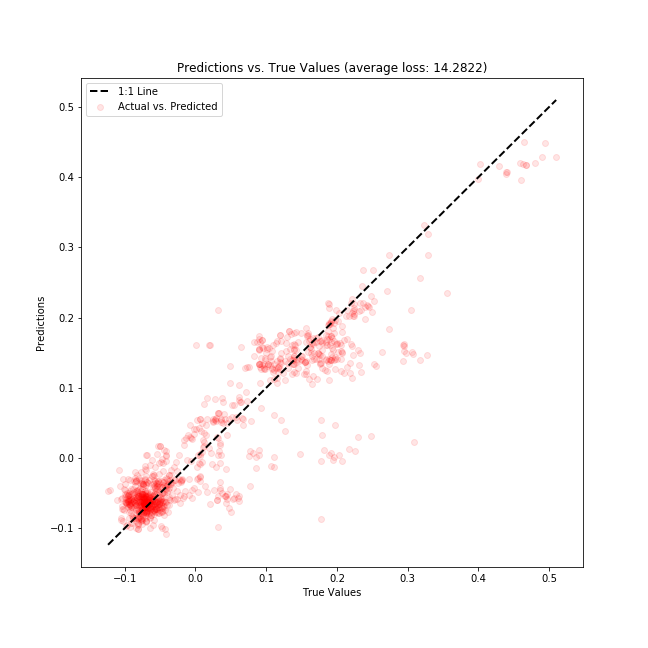 Predictions vs. True Values (average loss: 14.2822)
1:1 Line
Actual vs. Predicted
0.5
0.4
0.3
0.2
0.1
0.0
−0.1
Predictions
−0.1 0.0 0.1 0.2 0.3 0.4 0.5
True Values